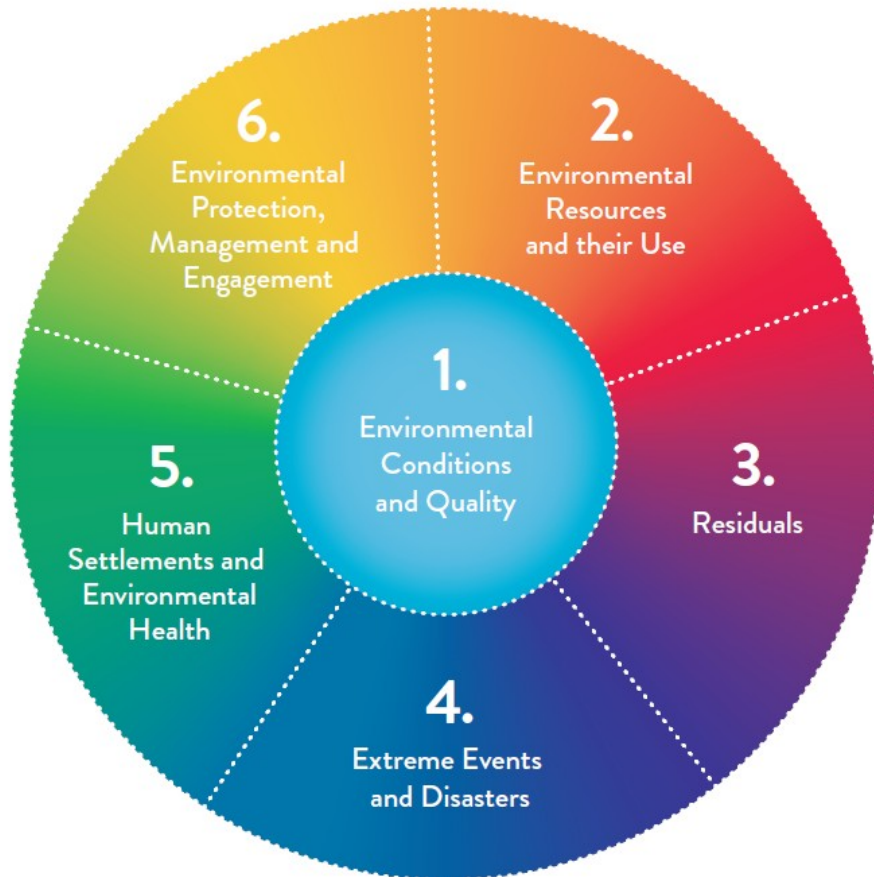 1.
Environmental
Conditions
and Quality
2.
Environmental
Resources
and their Use
3.
Residuals
4.
Extreme Events
and Disasters
5.
Human
Settlements and
Environmental
Health
6.
Environmental
Protection,
Management and
Engagement